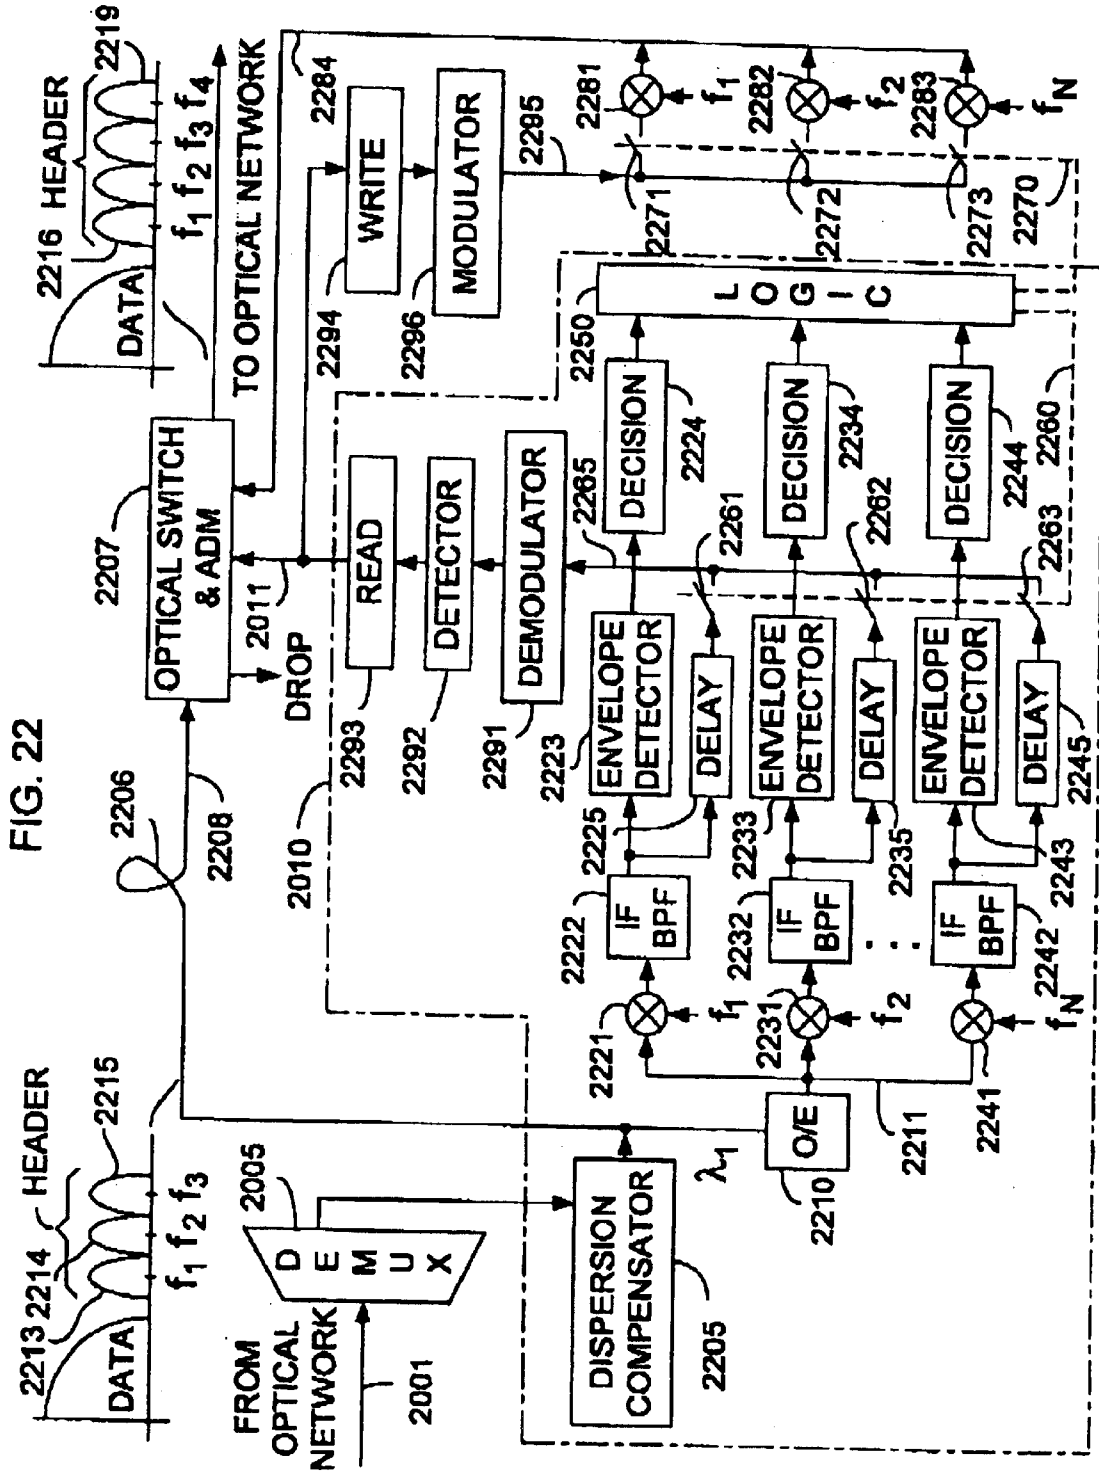 FIG. 22
2213 2214 HEADER
2215
DATA
f1 f2 f3
2216 HEADER
2219
DATA
f1 f2 f3 f4
TO OPTICAL NETWORK
FROM
OPTICAL
NETWORK
2001
2005
D
E
M
U
X
2206
2208
2207
OPTICAL SWITCH
& ADM
DROP
2011
2284
DISPERSION
COMPENSATOR
2205
λ1
2010
2293
READ
2292
DETECTOR
2291
DEMODULATOR
2265
2294
WRITE
2296
MODULATOR
2295
O/E
2210
2211
2221
f1
2222
IF
BPF
2223
ENVELOPE
DETECTOR
2225
DELAY
2261
DECISION
2224
2231
f2
2232
IF
BPF
2233
ENVELOPE
DETECTOR
2235
DELAY
2262
DECISION
2234
. . .
2241
fN
2242
IF
BPF
2243
ENVELOPE
DETECTOR
2245
DELAY
2263
DECISION
2244
2260
2250
L
O
G
I
C
2271
2272
2273
2270
2281
f1
2282
f2
2283
fN